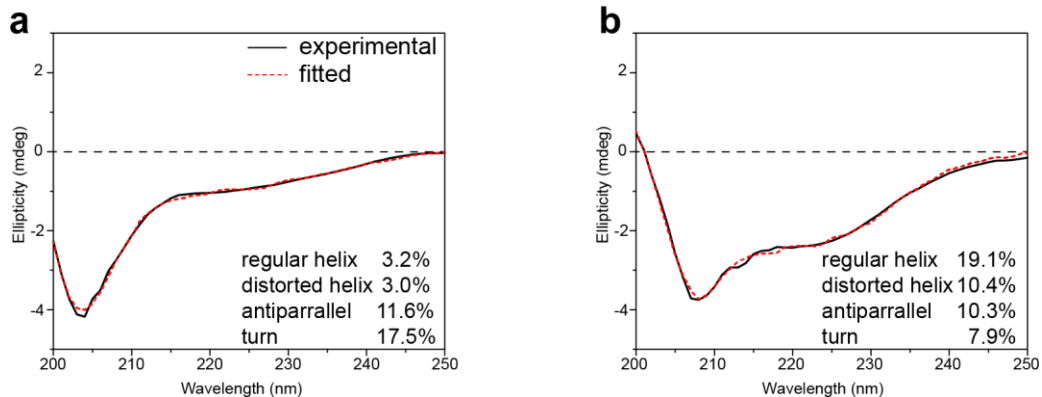 a
experimental
fitted
Ellipticity (mdeg)
2
0
-2
-4
regular helix 3.2%
distorted helix 3.0%
antiparrallel 11.6%
turn 17.5%
200 210 220 230 240 250
Wavelength (nm)
b
Ellipticity (mdeg)
2
0
-2
-4
regular helix 19.1%
distorted helix 10.4%
antiparrallel 10.3%
turn 7.9%
200 210 220 230 240 250
Wavelength (nm)